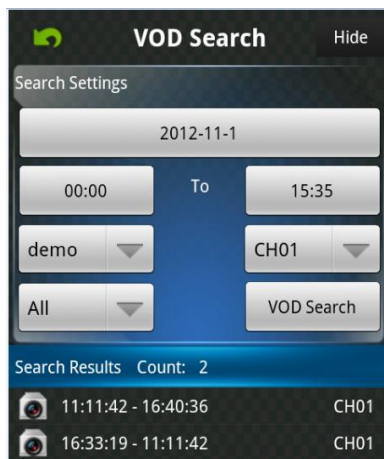 VOD Search Hide
Search Settings
2012-11-1
00:00 To 15:35
demo CH01
All VOD Search
Search Results Count: 2
11:11:42 - 16:40:36 CH01
16:33:19 - 11:11:42 CH01